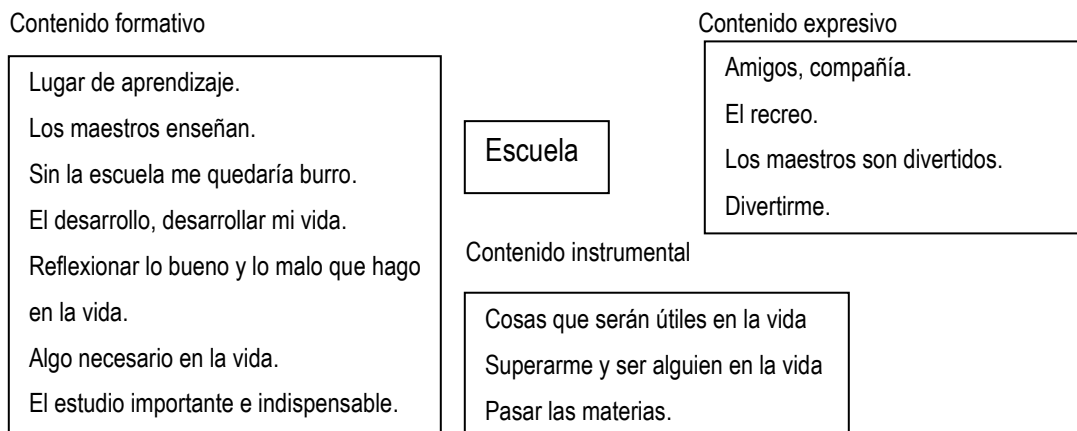 Contenido formativo
Lugar de aprendizaje.
Los maestros enseñan.
Sin la escuela me quedaría burro.
El desarrollo, desarrollar mi vida.
Reflexionar lo bueno y lo malo que hago
en la vida.
Algo necesario en la vida.
El estudio importante e indispensable.
Escuela
Contenido expresivo
Amigos, compañía.
El recreo.
Los maestros son divertidos.
Divertirme.
Contenido instrumental
Cosas que serán útiles en la vida
Superarme y ser alguien en la vida
Pasar las materias.